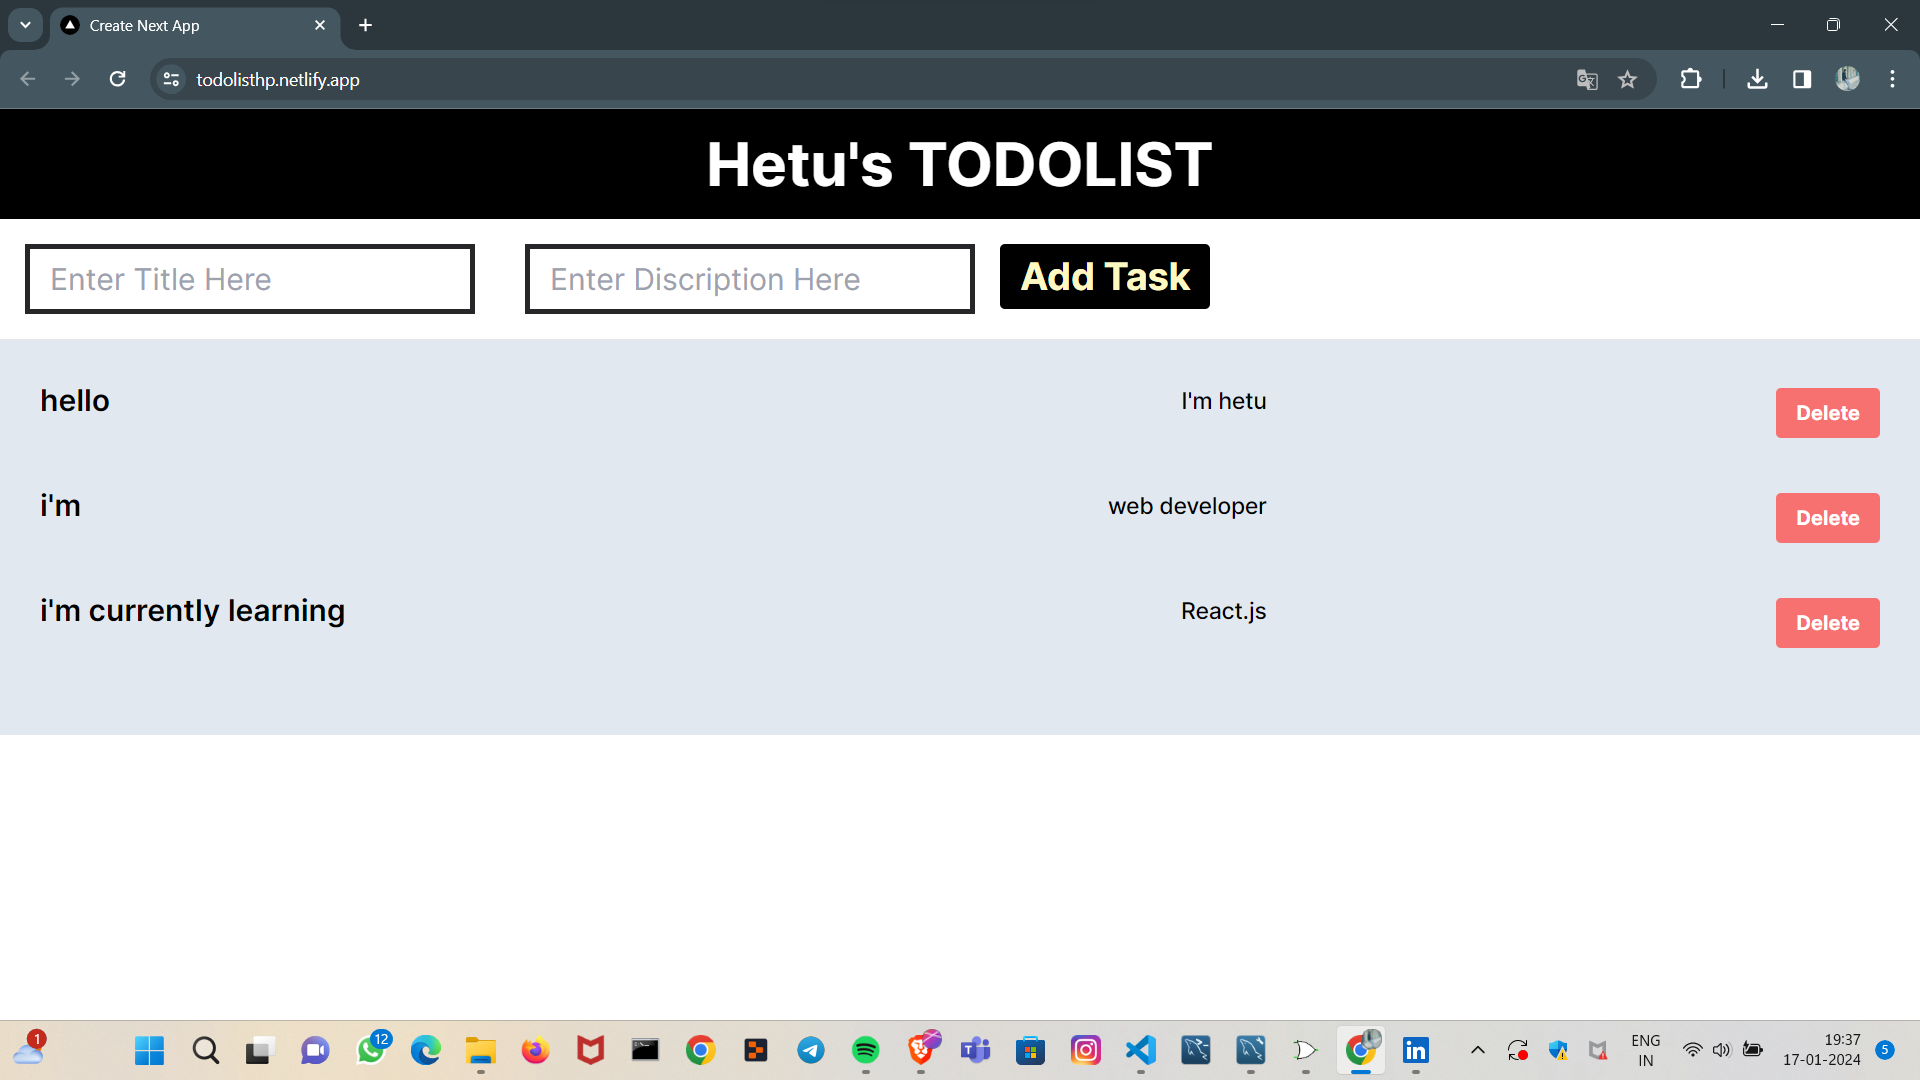 Create Next App
todolisthp.netlify.app
Hetu's TODOLIST
Enter Title Here
Enter Discription Here
Add Task
hello
I'm hetu
Delete
i'm
web developer
Delete
i'm currently learning
React.js
Delete
1
12
ENG
IN
19:37
17-01-2024
5